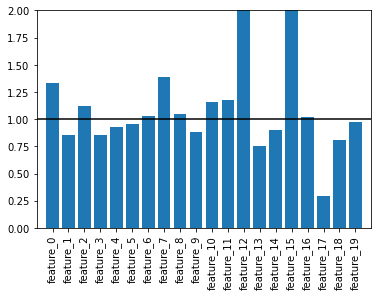 2.00
1.75
1.50
1.25
1.00
0.75
0.50
0.25
0.00
feature_0
feature_1
feature_2
feature_3
feature_4
feature_5
feature_6
feature_7
feature_8
feature_9
feature_10
feature_11
feature_12
feature_13
feature_14
feature_15
feature_16
feature_17
feature_18
feature_19